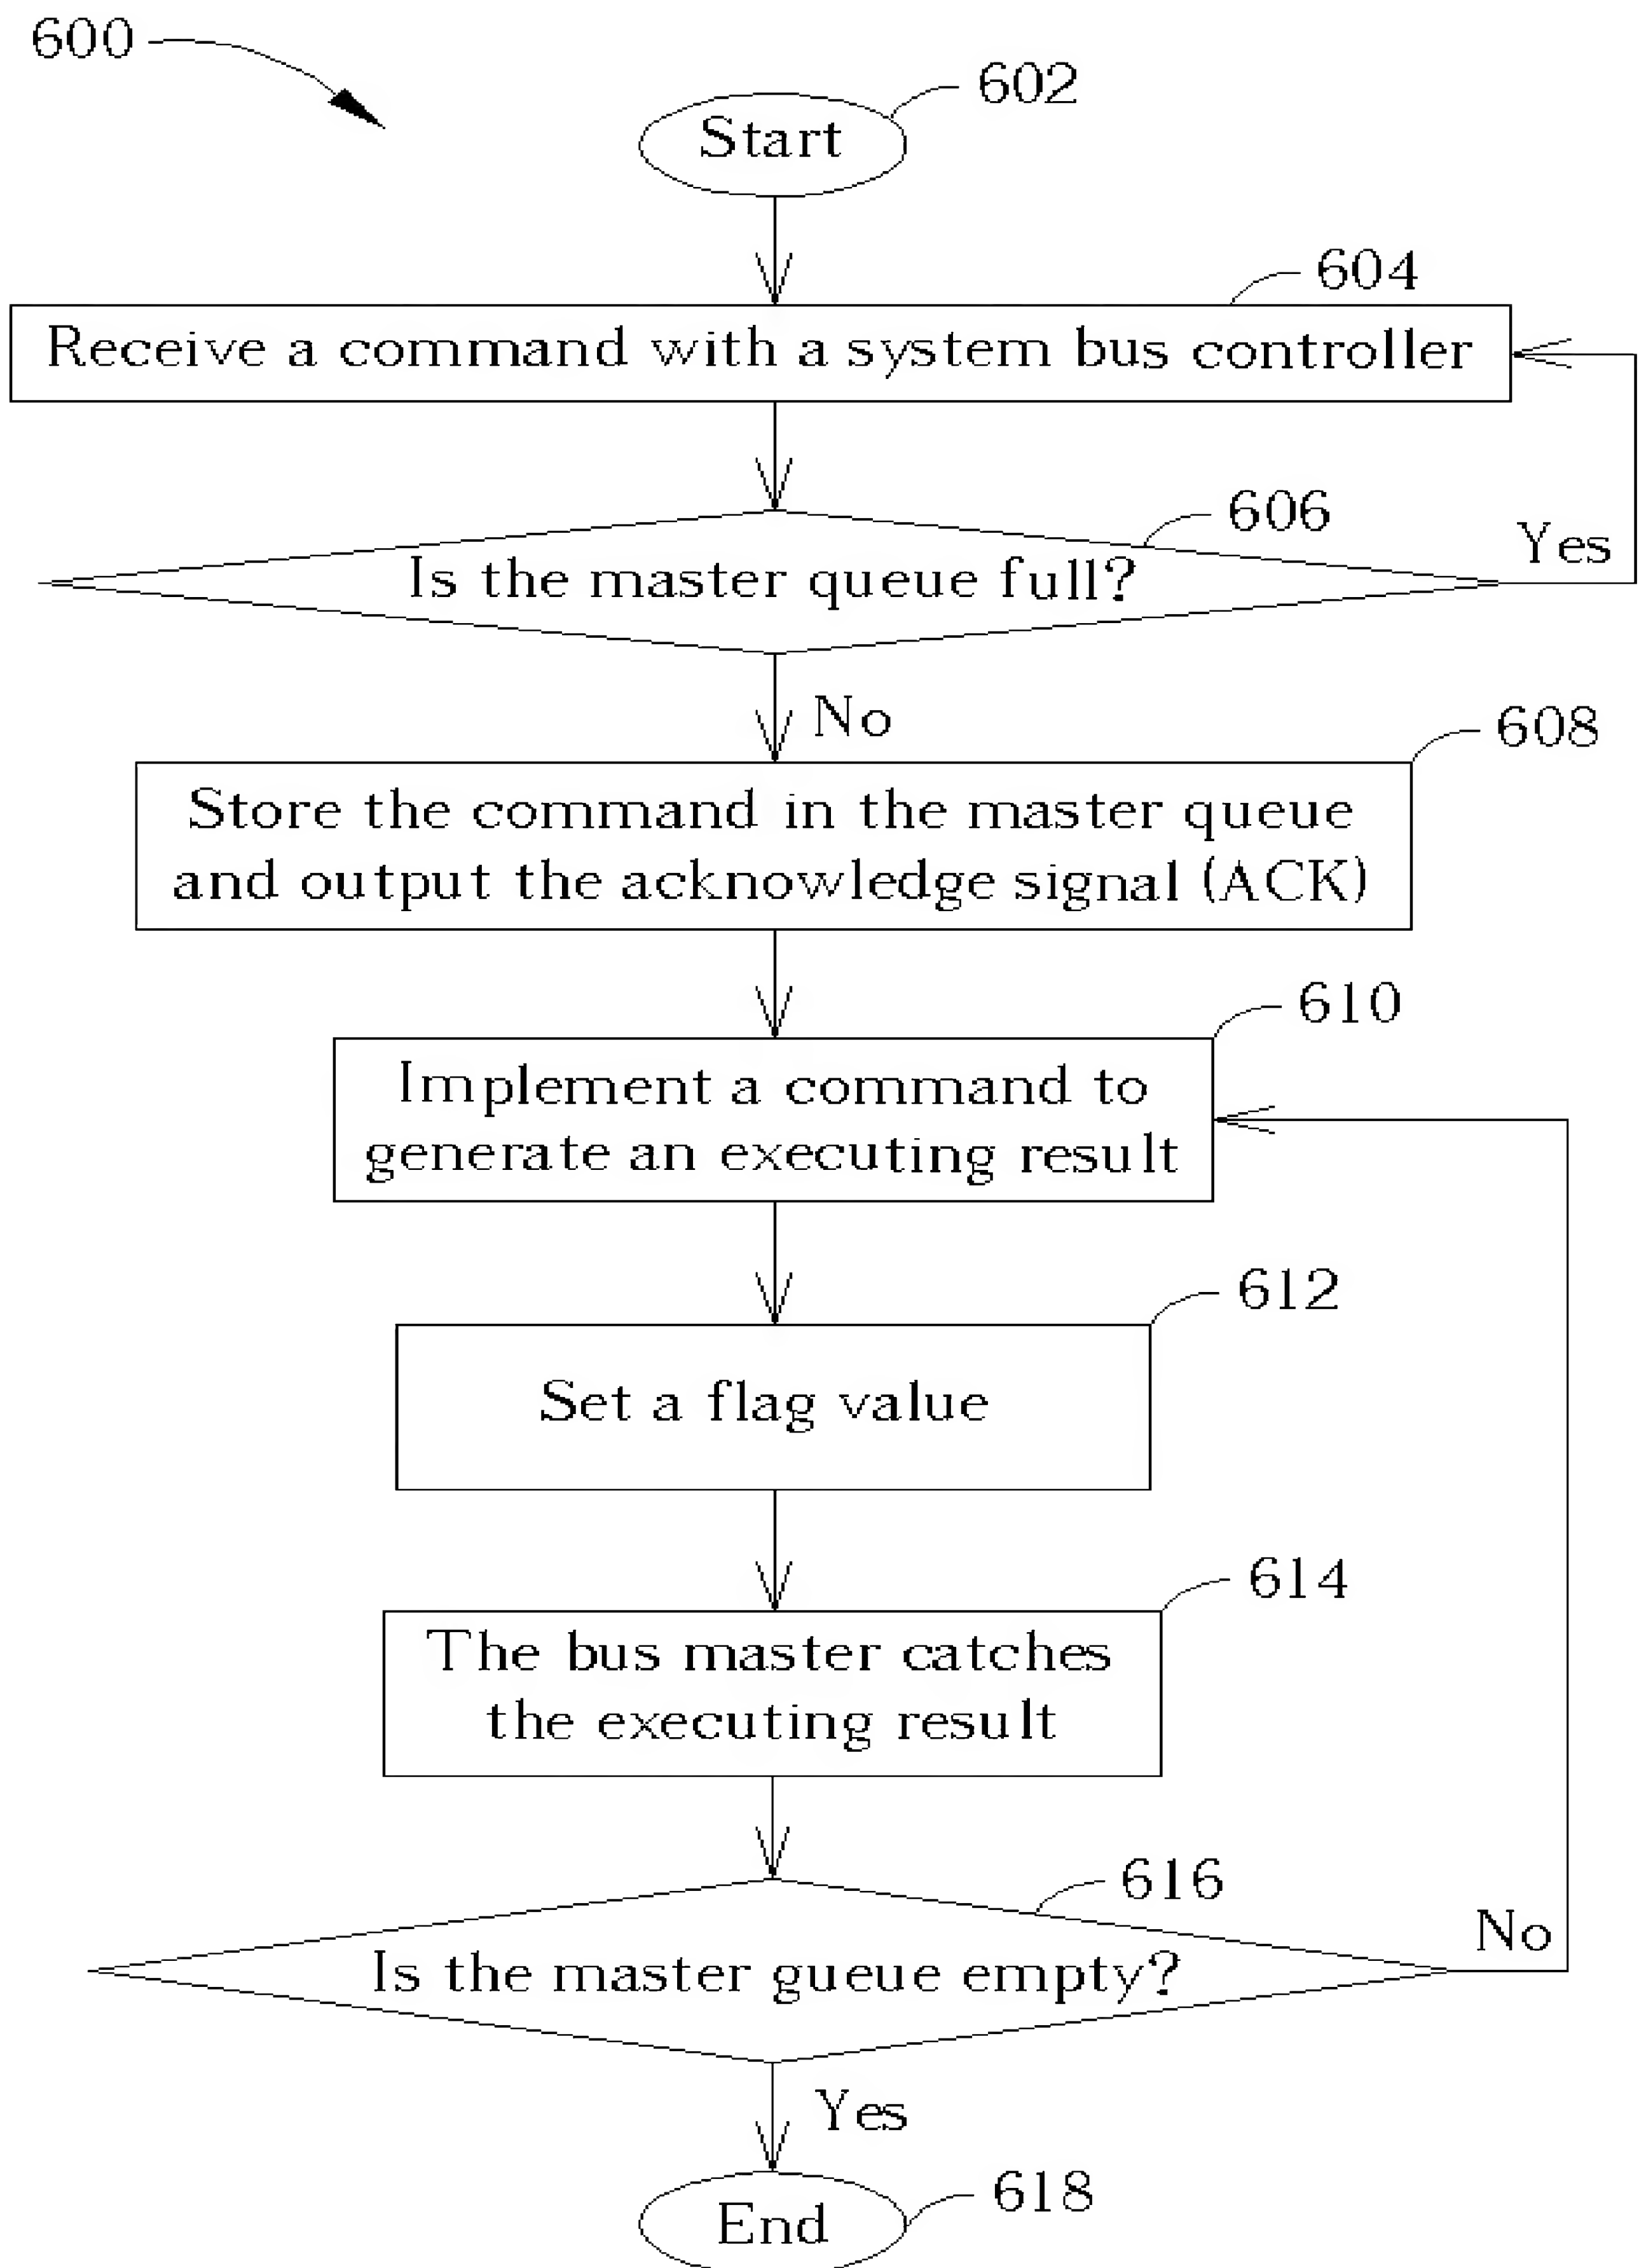 600
602
Start
604
Receive a command with a system bus controller
606
Is the master queue full?
Yes
No
608
Store the command in the master queue
and output the acknowledge signal (ACK)
610
Implement a command to
generate an executing result
612
Set a flag value
614
The bus master catches
the executing result
616
Is the master gueue empty?
No
Yes
618
End